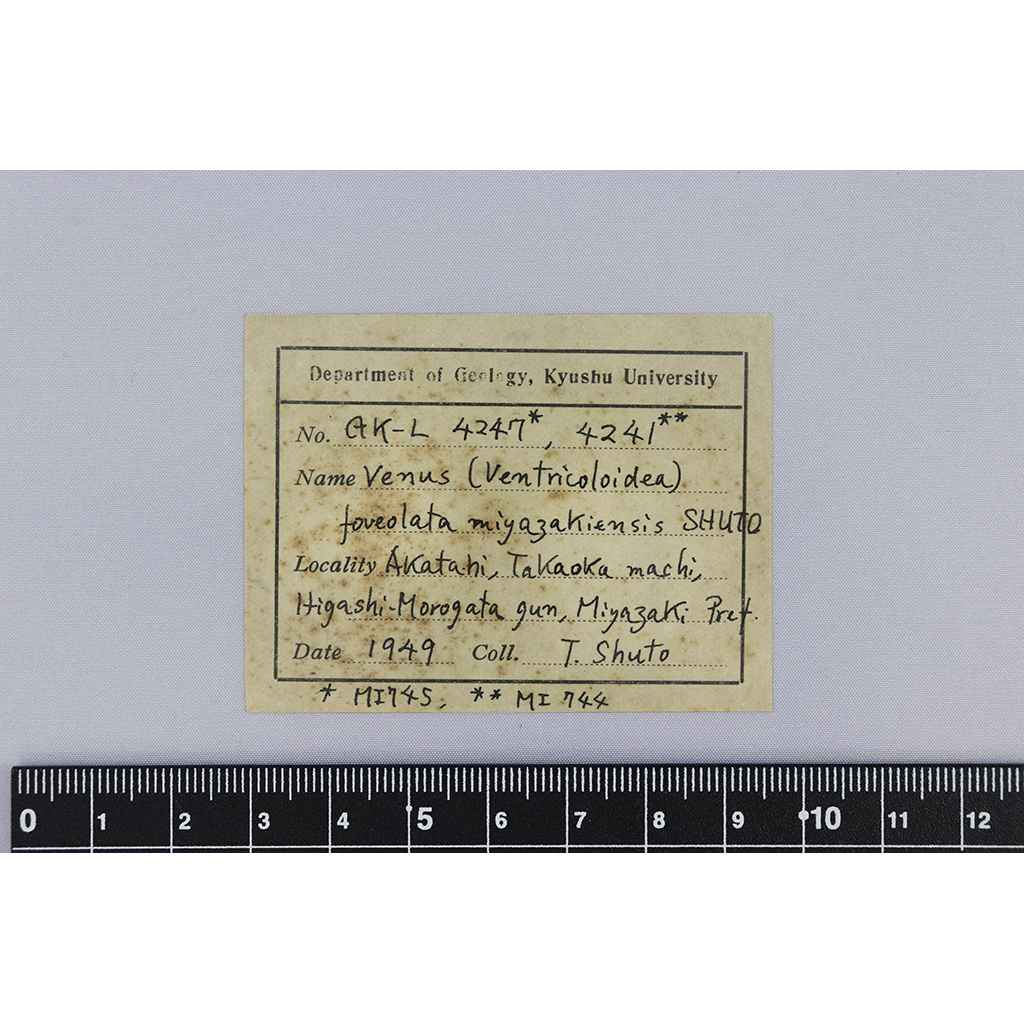 Department of Geology, Kyushu University
No. GK-L 4247*, 4241**
Name Venus (Ventricoloidea)
foveolata miyazakiensis SHUTO
Locality Akatani, Takaoka machi,
Higashi-Morogata gun, Miyazaki Pref.
Date 1949 Coll. T. Shuto
* MI745, ** MI 744
0 1 2 3 4 5 6 7 8 9 10 11 12